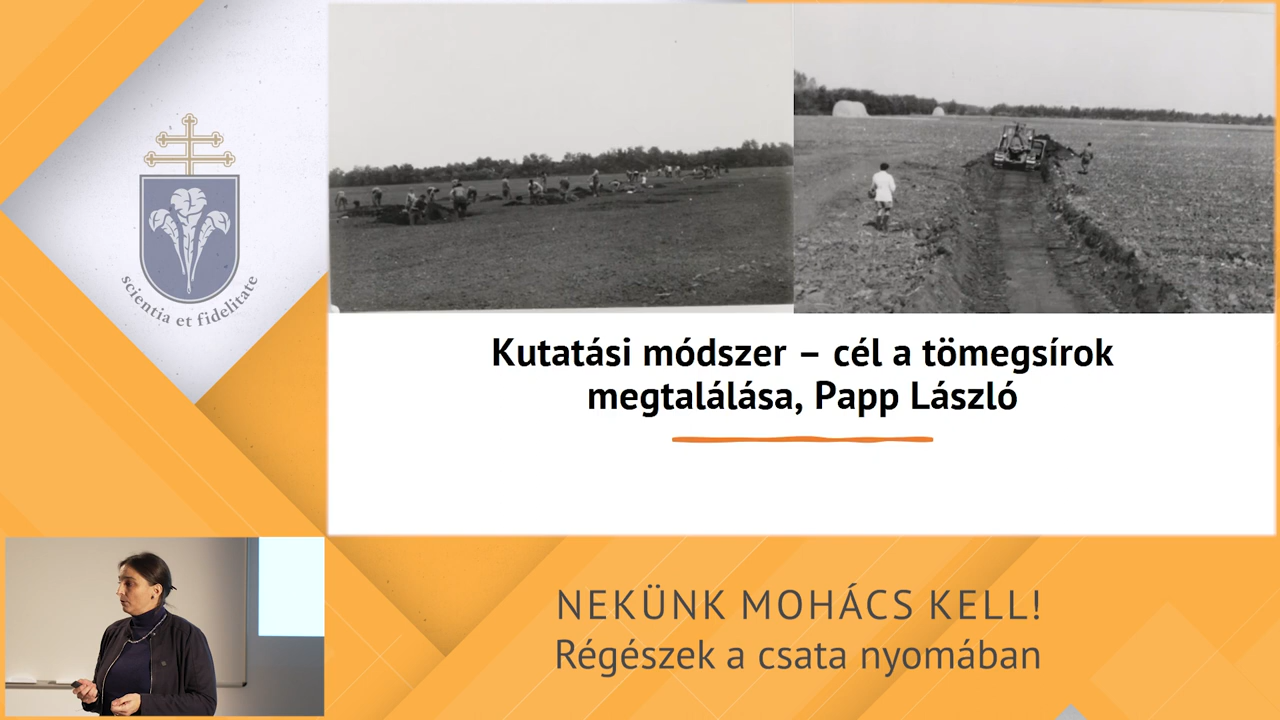 scientia et fidelitate
Kutatási módszer – cél a tömegsírok
megtalálása, Papp László
NEKÜNK MOHÁCS KELL!
Régészek a csata nyomában